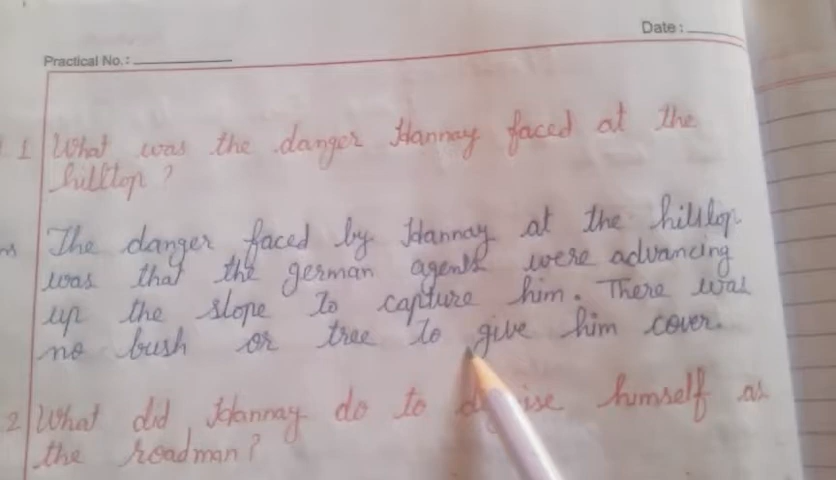 Date:
Practical No.:
1 What was the danger Hannay faced at the
hilltop?
The danger faced by Hannay at the hilltop
was that the german agents were advancing
up the slope to capture him. There was
no bush or tree to give him cover.
2 What did Hannay do to himself as
the roadman?